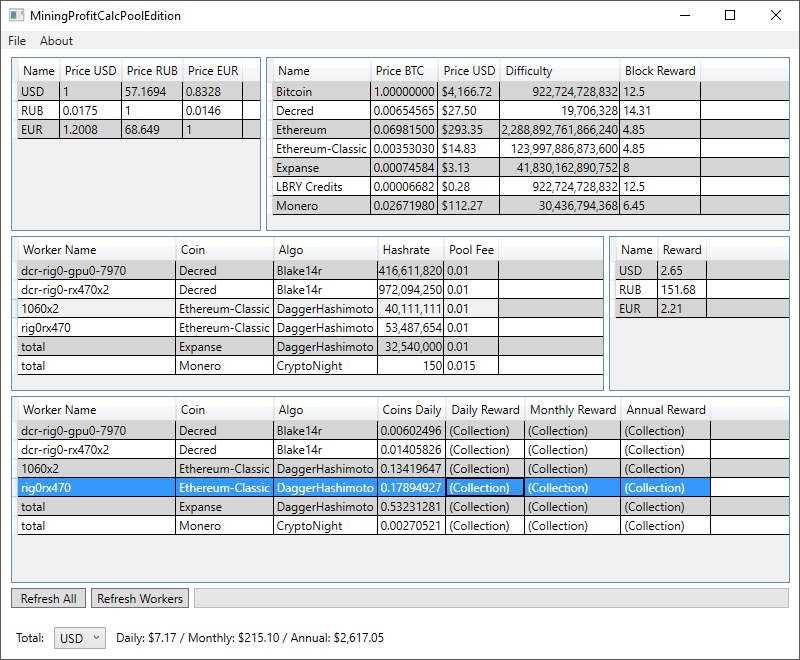 MiningProfitCalcPoolEdition
File About
Name Price USD Price RUB Price EUR
USD 1 57.1694 0.8328
RUB 0.0175 1 0.0146
EUR 1.2008 68.649 1
Name Price BTC Price USD Difficulty Block Reward
Bitcoin 1.00000000 $4,166.72 922,724,728,832 12.5
Decred 0.00654565 $27.50 19,706,328 14.31
Ethereum 0.06981500 $293.35 2,288,892,761,866,240 4.85
Ethereum-Classic 0.00353030 $14.83 123,997,886,873,600 4.85
Expanse 0.00074584 $3.13 41,830,162,890,752 8
LBRY Credits 0.00006682 $0.28 922,724,728,832 12.5
Monero 0.02671980 $112.27 30,436,794,368 6.45
Worker Name Coin Algo Hashrate Pool Fee
dcr-rig0-gpu0-7970 Decred Blake14r 416,611,820 0.01
dcr-rig0-rx470x2 Decred Blake14r 972,094,250 0.01
1060x2 Ethereum-Classic DaggerHashimoto 40,111,111 0.01
rig0rx470 Ethereum-Classic DaggerHashimoto 53,487,654 0.01
total Expanse DaggerHashimoto 32,540,000 0.01
total Monero CryptoNight 150 0.015
Name Reward
USD 2.65
RUB 151.68
EUR 2.21
Worker Name Coin Algo Coins Daily Daily Reward Monthly Reward Annual Reward
dcr-rig0-gpu0-7970 Decred Blake14r 0.00602496 (Collection) (Collection) (Collection)
dcr-rig0-rx470x2 Decred Blake14r 0.01405826 (Collection) (Collection) (Collection)
1060x2 Ethereum-Classic DaggerHashimoto 0.13419647 (Collection) (Collection) (Collection)
rig0rx470 Ethereum-Classic DaggerHashimoto 0.17894927 (Collection) (Collection) (Collection)
total Expanse DaggerHashimoto 0.53231281 (Collection) (Collection) (Collection)
total Monero CryptoNight 0.00270521 (Collection) (Collection) (Collection)
Refresh All Refresh Workers
Total: USD Daily: $7.17 / Monthly: $215.10 / Annual: $2,617.05